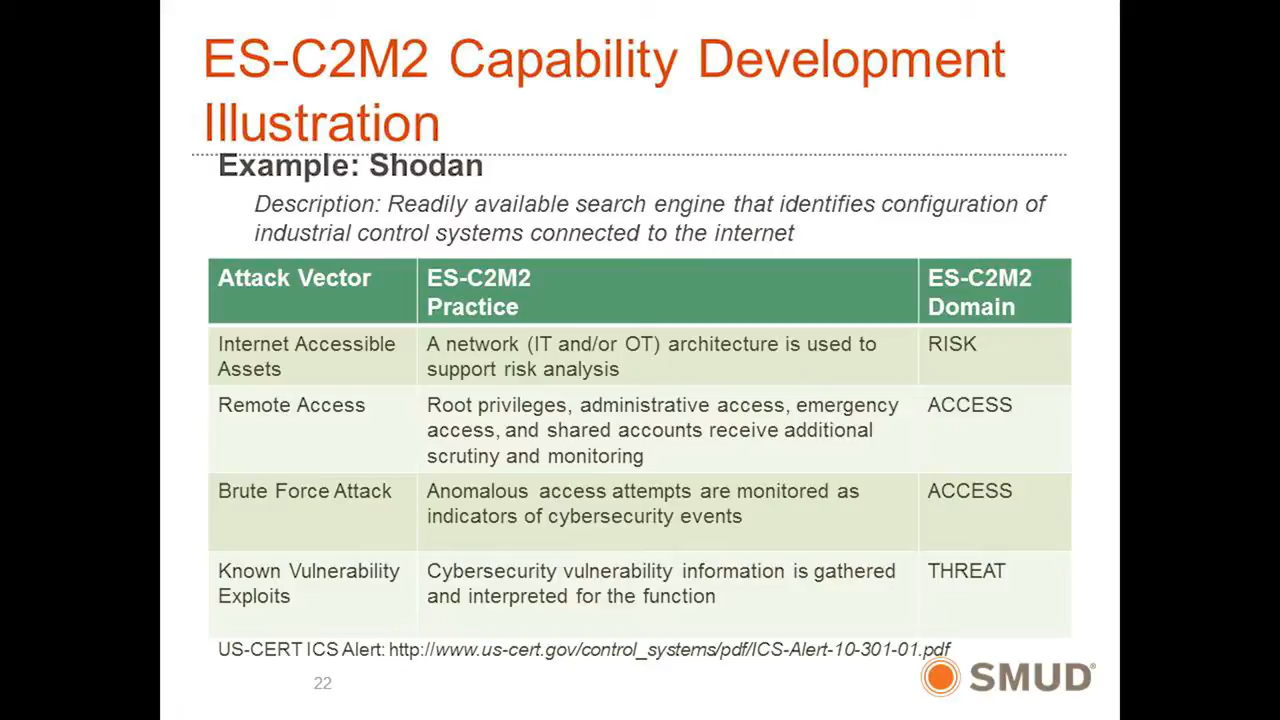 ES-C2M2 Capability Development
Illustration
Example: Shodan
Description: Readily available search engine that identifies configuration of
industrial control systems connected to the internet
Attack Vector
ES-C2M2
Practice
ES-C2M2
Domain
Internet Accessible
Assets
A network (IT and/or OT) architecture is used to
support risk analysis
RISK
Remote Access
Root privileges, administrative access, emergency
access, and shared accounts receive additional
scrutiny and monitoring
ACCESS
Brute Force Attack
Anomalous access attempts are monitored as
indicators of cybersecurity events
ACCESS
Known Vulnerability
Exploits
Cybersecurity vulnerability information is gathered
and interpreted for the function
THREAT
US-CERT ICS Alert: http://www.us-cert.gov/control_systems/pdf/ICS-Alert-10-301-01.pdf
22
SMUD®